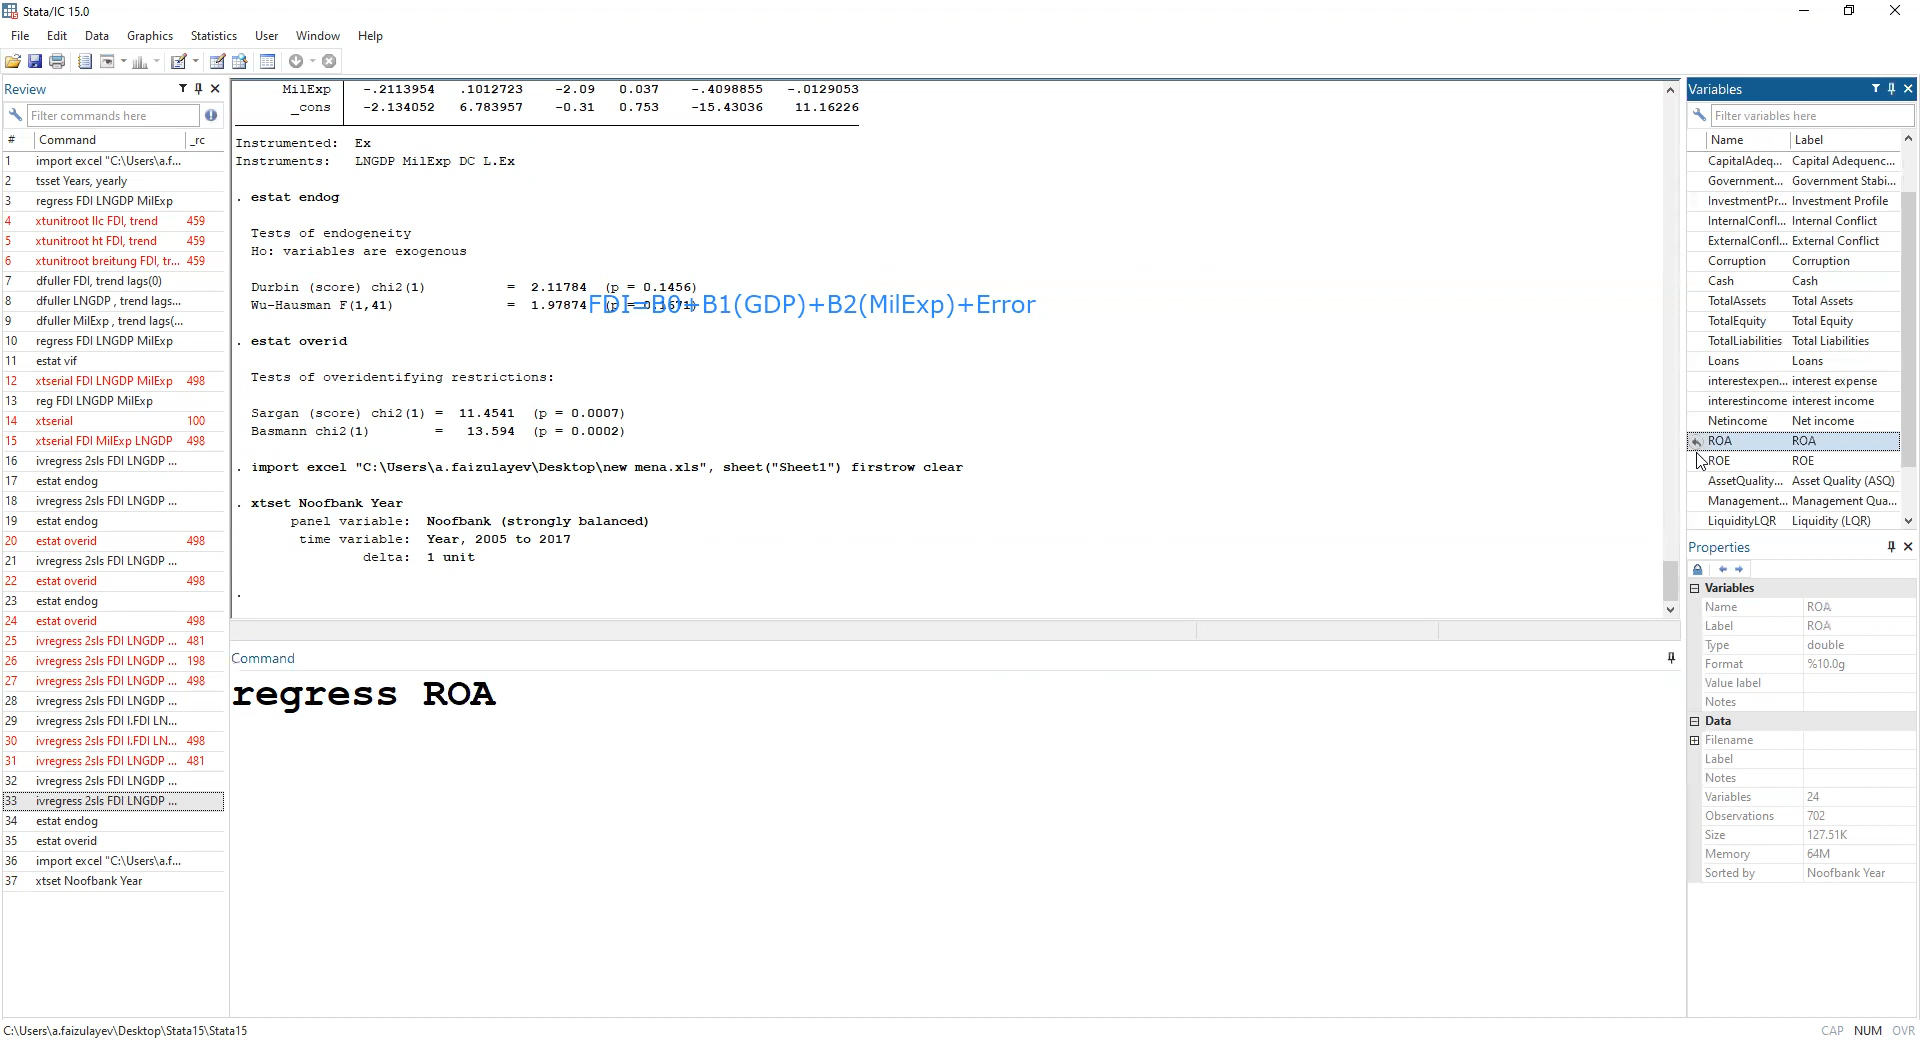 Stata/IC 15.0
File Edit Data Graphics Statistics User Window Help
Review
Filter commands here
# Command _rc
1 import excel "C:\Users\a.f...
2 tsset Years, yearly
3 regress FDI LNGDP MilExp
4 xtunitroot llc FDI, trend 459
5 xtunitroot ht FDI, trend 459
6 xtunitroot breitung FDI, tr... 459
7 dfuller FDI, trend lags(0)
8 dfuller LNGDP , trend lags...
9 dfuller MilExp , trend lags(...
10 regress FDI LNGDP MilExp
11 estat vif
12 xtserial FDI LNGDP MilExp 498
13 reg FDI LNGDP MilExp
14 xtserial 100
15 xtserial FDI MilExp LNGDP 498
16 ivregress 2sls FDI LNGDP ...
17 estat endog
18 ivregress 2sls FDI LNGDP ...
19 estat endog
20 estat overid 498
21 ivregress 2sls FDI LNGDP ...
22 estat overid 498
23 estat endog
24 estat overid 498
25 ivregress 2sls FDI LNGDP ... 481
26 ivregress 2sls FDI LNGDP ... 198
27 ivregress 2sls FDI LNGDP ... 498
28 ivregress 2sls FDI LNGDP ...
29 ivregress 2sls FDI l.FDI LN...
30 ivregress 2sls FDI l.FDI LN... 498
31 ivregress 2sls FDI LNGDP ... 481
32 ivregress 2sls FDI LNGDP ...
33 ivregress 2sls FDI LNGDP ...
34 estat endog
35 estat overid
36 import excel "C:\Users\a.f...
37 xtset Noofbank Year
MilExp -.2113954 .1012723 -2.09 0.037 -.4098855 -.0129053
_cons -2.134052 6.783957 -0.31 0.753 -15.43036 11.16226
Instrumented: Ex
Instruments: LNGDP MilExp DC L.Ex
. estat endog
Tests of endogeneity
Ho: variables are exogenous
Durbin (score) chi2(1) = 2.11784 (p = 0.1456)
Wu-Hausman F(1,41) = 1.97874 (p = 0.1671)
FDI=B0+B1(GDP)+B2(MilExp)+Error
. estat overid
Tests of overidentifying restrictions:
Sargan (score) chi2(1) = 11.4541 (p = 0.0007)
Basmann chi2(1) = 13.594 (p = 0.0002)
. import excel "C:\Users\a.faizulayev\Desktop\new mena.xls", sheet("Sheet1") firstrow clear
. xtset Noofbank Year
panel variable: Noofbank (strongly balanced)
time variable: Year, 2005 to 2017
delta: 1 unit
.
Command
regress ROA
Variables
Filter variables here
Name Label
CapitalAdeq... Capital Adequenc...
Government... Government Stabi...
InvestmentPr... Investment Profile
InternalConfl... Internal Conflict
ExternalConfl... External Conflict
Corruption Corruption
Cash Cash
TotalAssets Total Assets
TotalEquity Total Equity
TotalLiabilities Total Liabilities
Loans Loans
interestexpen... interest expense
interestincome interest income
Netincome Net income
ROA ROA
ROE ROE
AssetQuality... Asset Quality (ASQ)
Management... Management Qua...
LiquidityLQR Liquidity (LQR)
Properties
Variables
Name ROA
Label ROA
Type double
Format %10.0g
Value label
Notes
Data
Filename
Label
Notes
Variables 24
Observations 702
Size 127.51K
Memory 64M
Sorted by Noofbank Year
C:\Users\a.faizulayev\Desktop\Stata15\Stata15
CAP NUM OVR